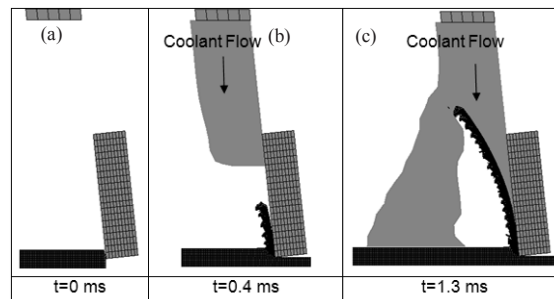 (a)
(b)
Coolant Flow
(c)
Coolant Flow
t=0 ms
t=0.4 ms
t=1.3 ms